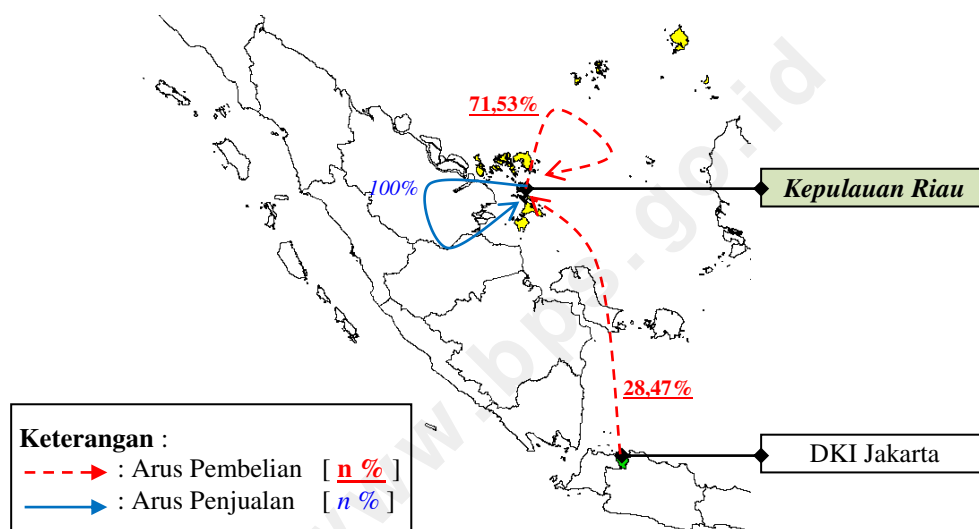 71,53%
100%
Kepulauan Riau
28,47%
DKI Jakarta
Keterangan :
: Arus Pembelian [ n % ]
: Arus Penjualan [ n % ]
www.bps.go.id